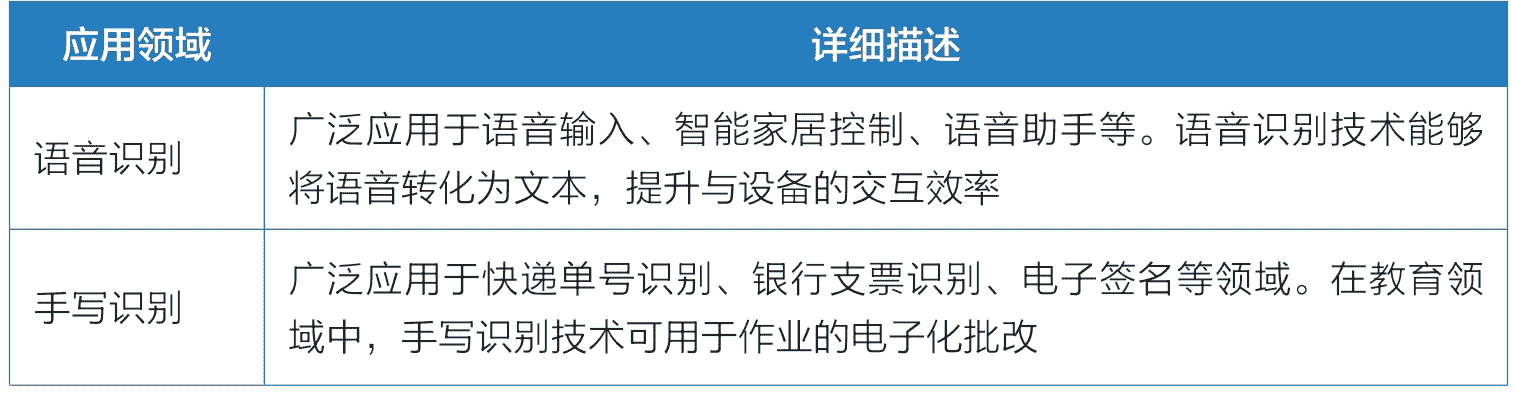 应用领域
详细描述
语音识别
广泛应用于语音输入、智能家居控制、语音助手等。语音识别技术能够
将语音转化为文本，提升与设备的交互效率
手写识别
广泛应用于快递单号识别、银行支票识别、电子签名等领域。在教育领
域中，手写识别技术可用于作业的电子化批改